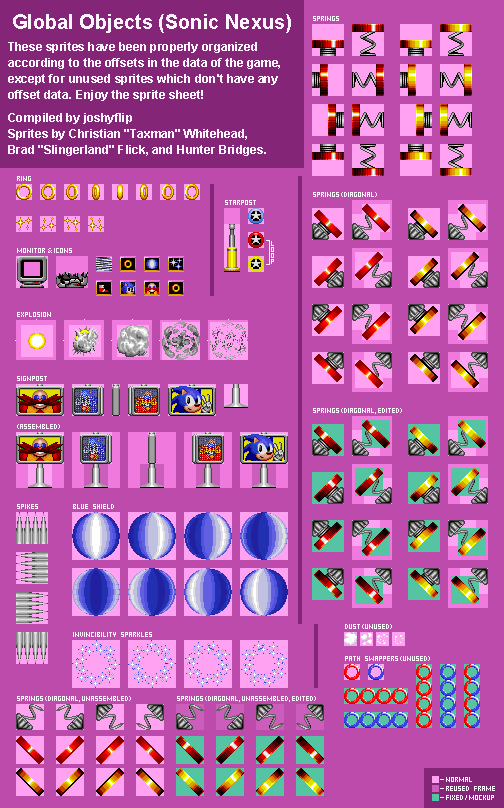 Global Objects (Sonic Nexus)
These sprites have been properly organized
according to the offsets in the data of the game,
except for unused sprites which don't have any
offset data. Enjoy the sprite sheet!
Compiled by joshyflip
Sprites by Christian "Taxman" Whitehead,
Brad "Slingerland" Flick, and Hunter Bridges.
SPRINGS
RING
STARPOST
LOOP
MONITOR & ICONS
SPRINGS (DIAGONAL)
EXPLOSION
SIGNPOST
(ASSEMBLED)
SPRINGS (DIAGONAL, EDITED)
SPIKES
BLUE SHIELD
INVINCIBILITY SPARKLES
DUST (UNUSED)
PATH SWAPPERS (UNUSED)
SPRINGS (DIAGONAL, UNASSEMBLED)
SPRINGS (DIAGONAL, UNASSEMBLED, EDITED)
- NORMAL
- REUSED FRAME
- FIXED / MOCKUP